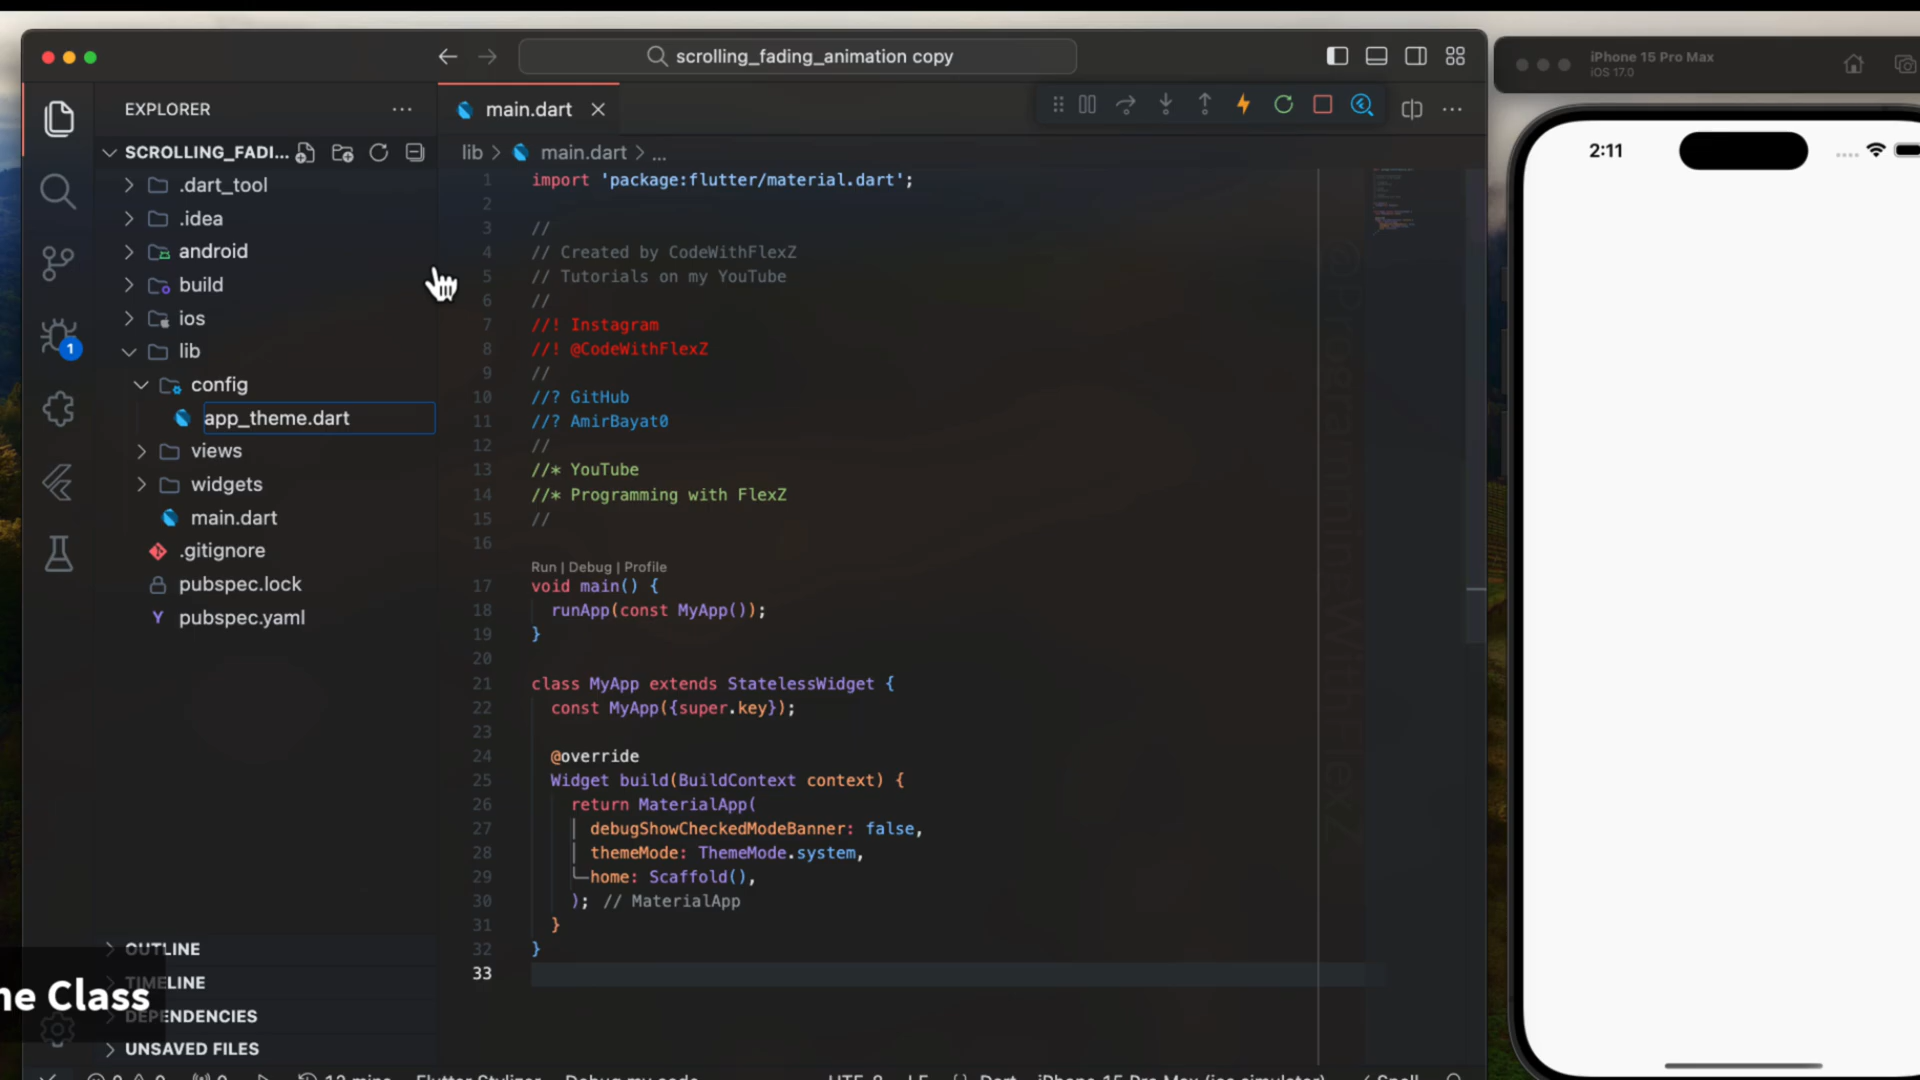 scrolling_fading_animation copy
EXPLORER
SCROLLING_FADI...
.dart_tool
.idea
android
build
ios
lib
config
app_theme.dart
views
widgets
main.dart
.gitignore
pubspec.lock
pubspec.yaml
OUTLINE
TIMELINE
DEPENDENCIES
UNSAVED FILES
1
ne Class
main.dart
lib > main.dart > ...
1 import 'package:flutter/material.dart';
2
3 //
4 // Created by CodeWithFlexZ
5 // Tutorials on my YouTube
6 //
7 //! Instagram
8 //! @CodeWithFlexZ
9 //
10 //? GitHub
11 //? AmirBayat0
12 //
13 //* YouTube
14 //* Programming with FlexZ
15 //
16
Run | Debug | Profile
17 void main() {
18 runApp(const MyApp());
19 }
20
21 class MyApp extends StatelessWidget {
22 const MyApp({super.key});
23
24 @override
25 Widget build(BuildContext context) {
26 return MaterialApp(
27 debugShowCheckedModeBanner: false,
28 themeMode: ThemeMode.system,
29 home: Scaffold(),
30 ); // MaterialApp
31 }
32 }
33
@ProgrammingWithFlexZ
iPhone 15 Pro Max
iOS 17.0
2:11